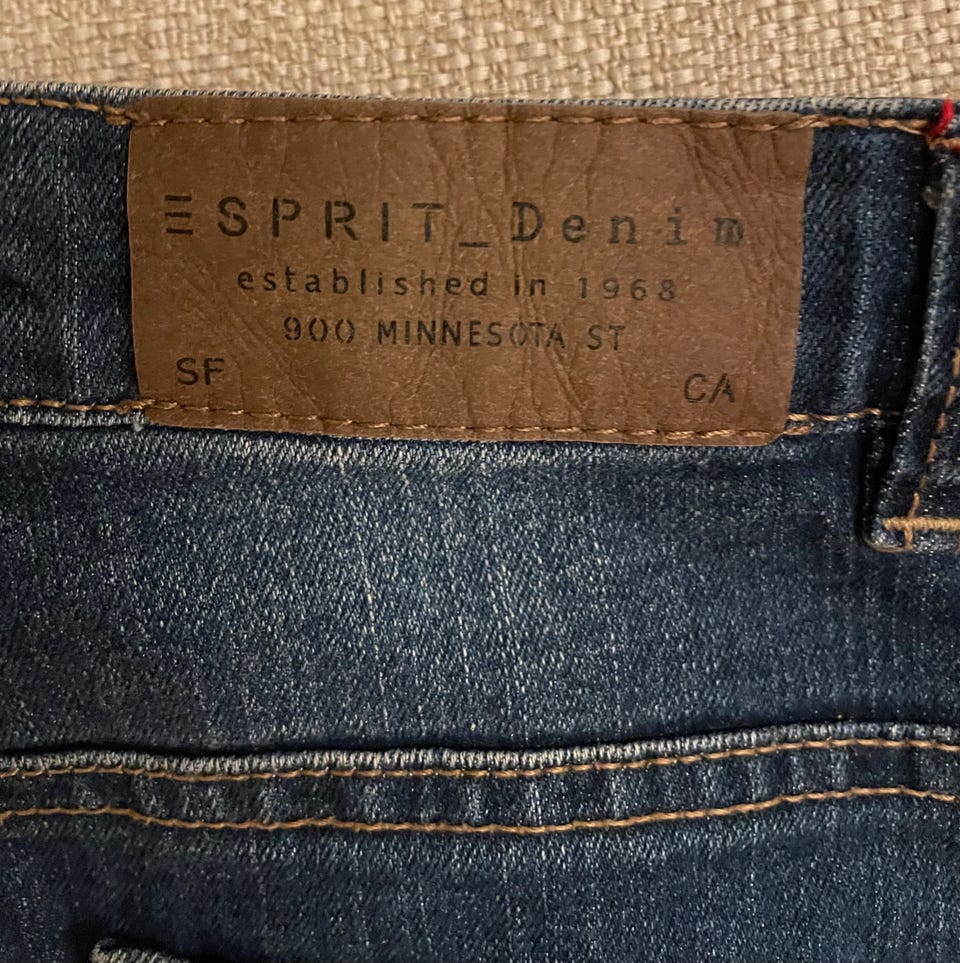 ESPRIT_Denim
established in 1968
900 MINNESOTA ST
SF CA